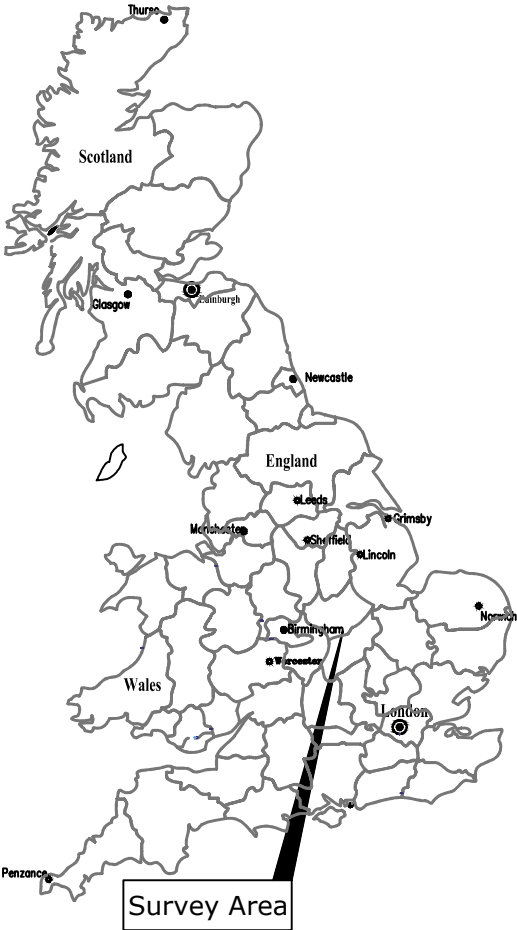 Thurso
Scotland
Edinburgh
Glasgow
Newcastle
England
Leeds
Grimsby
Manchester
Sheffield
Lincoln
Norwich
Birmingham
Worcester
Wales
London
Penzance
Survey Area